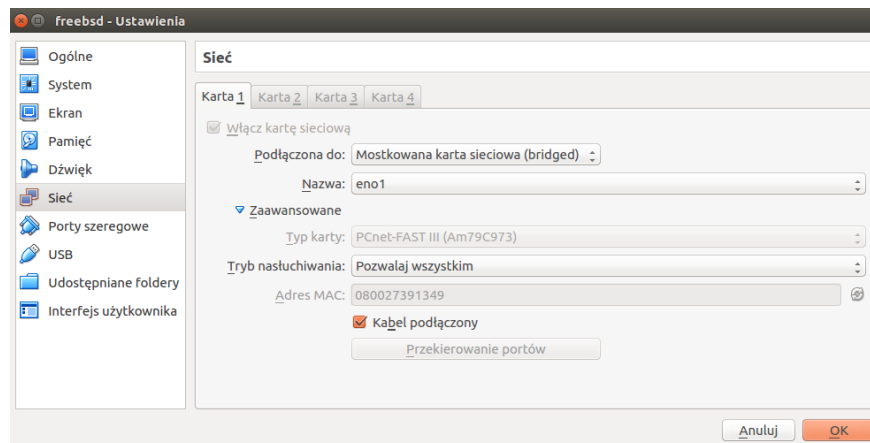 freebsd - Ustawienia
Ogólne
System
Ekran
Pamięć
Dźwięk
Sieć
Porty szeregowe
USB
Udostępniane foldery
Interfejs użytkownika
Sieć
Karta 1 Karta 2 Karta 3 Karta 4
Włącz kartę sieciową
Podłączona do: Mostkowana karta sieciowa (bridged)
Nazwa: eno1
Zaawansowane
Typ karty: PCnet-FAST III (Am79C973)
Tryb nasłuchiwania: Pozwalaj wszystkim
Adres MAC: 080027391349
Kabel podłączony
Przekierowanie portów
Anuluj OK